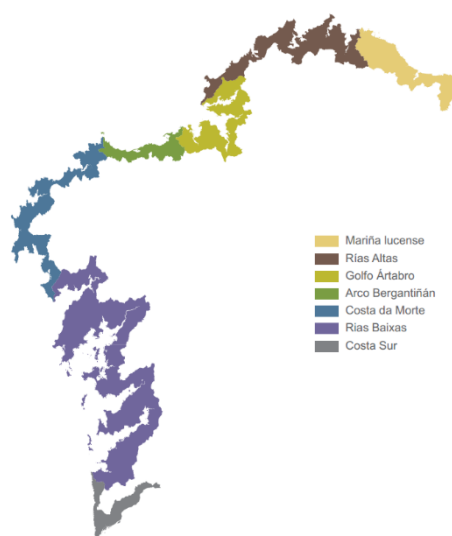 Mariña lucense
Rías Altas
Golfo Ártabro
Arco Bergantiñán
Costa da Morte
Rias Baixas
Costa Sur